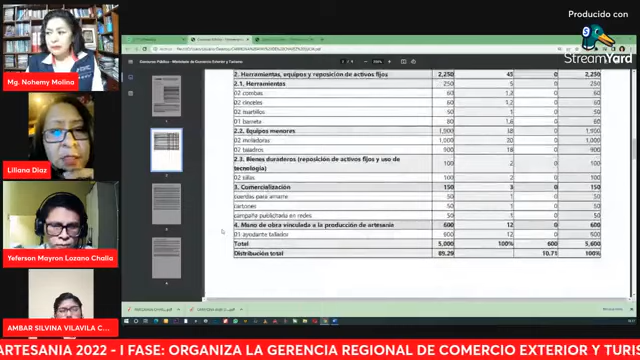 Producido con
StreamYard
Mg. Nohemy Molina
Liliana Diaz
Yeferson Mayron Lozano Challa
AMBAR SILVINA VILAVILA C...
2. Herramientas, equipos y reposición de activos fijos 2,250 45 0 2,250
2.1. Herramientas 250 5 0 250
02 combas 60 1,2 0 60
02 cinceles 60 1,2 0 60
02 martillos 50 1 0 50
01 barreta 80 1,6 0 80
2.2. Equipos menores 1,900 38 0 1,900
02 moladoras 1,000 20 0 1,000
02 taladros 900 18 0 900
2.3. Bienes duraderos (reposición de activos fijos y uso de tecnología) 100 2 0 100
02 sillas 100 2 0 100
3. Comercialización 150 3 0 150
cuerdas para amarre 50 1 0 50
cartones 50 1 0 50
campaña publicitaria en redes 50 1 0 50
4. Mano de obra vinculada a la producción de artesanía 600 12 0 600
01 ayudante tallador 600 12 0 600
Total 5,000 100% 600 5,600
Distribución total 89.29 10.71 100%
ARTESANIA 2022 - I FASE: ORGANIZA LA GERENCIA REGIONAL DE COMERCIO EXTERIOR Y TURIS